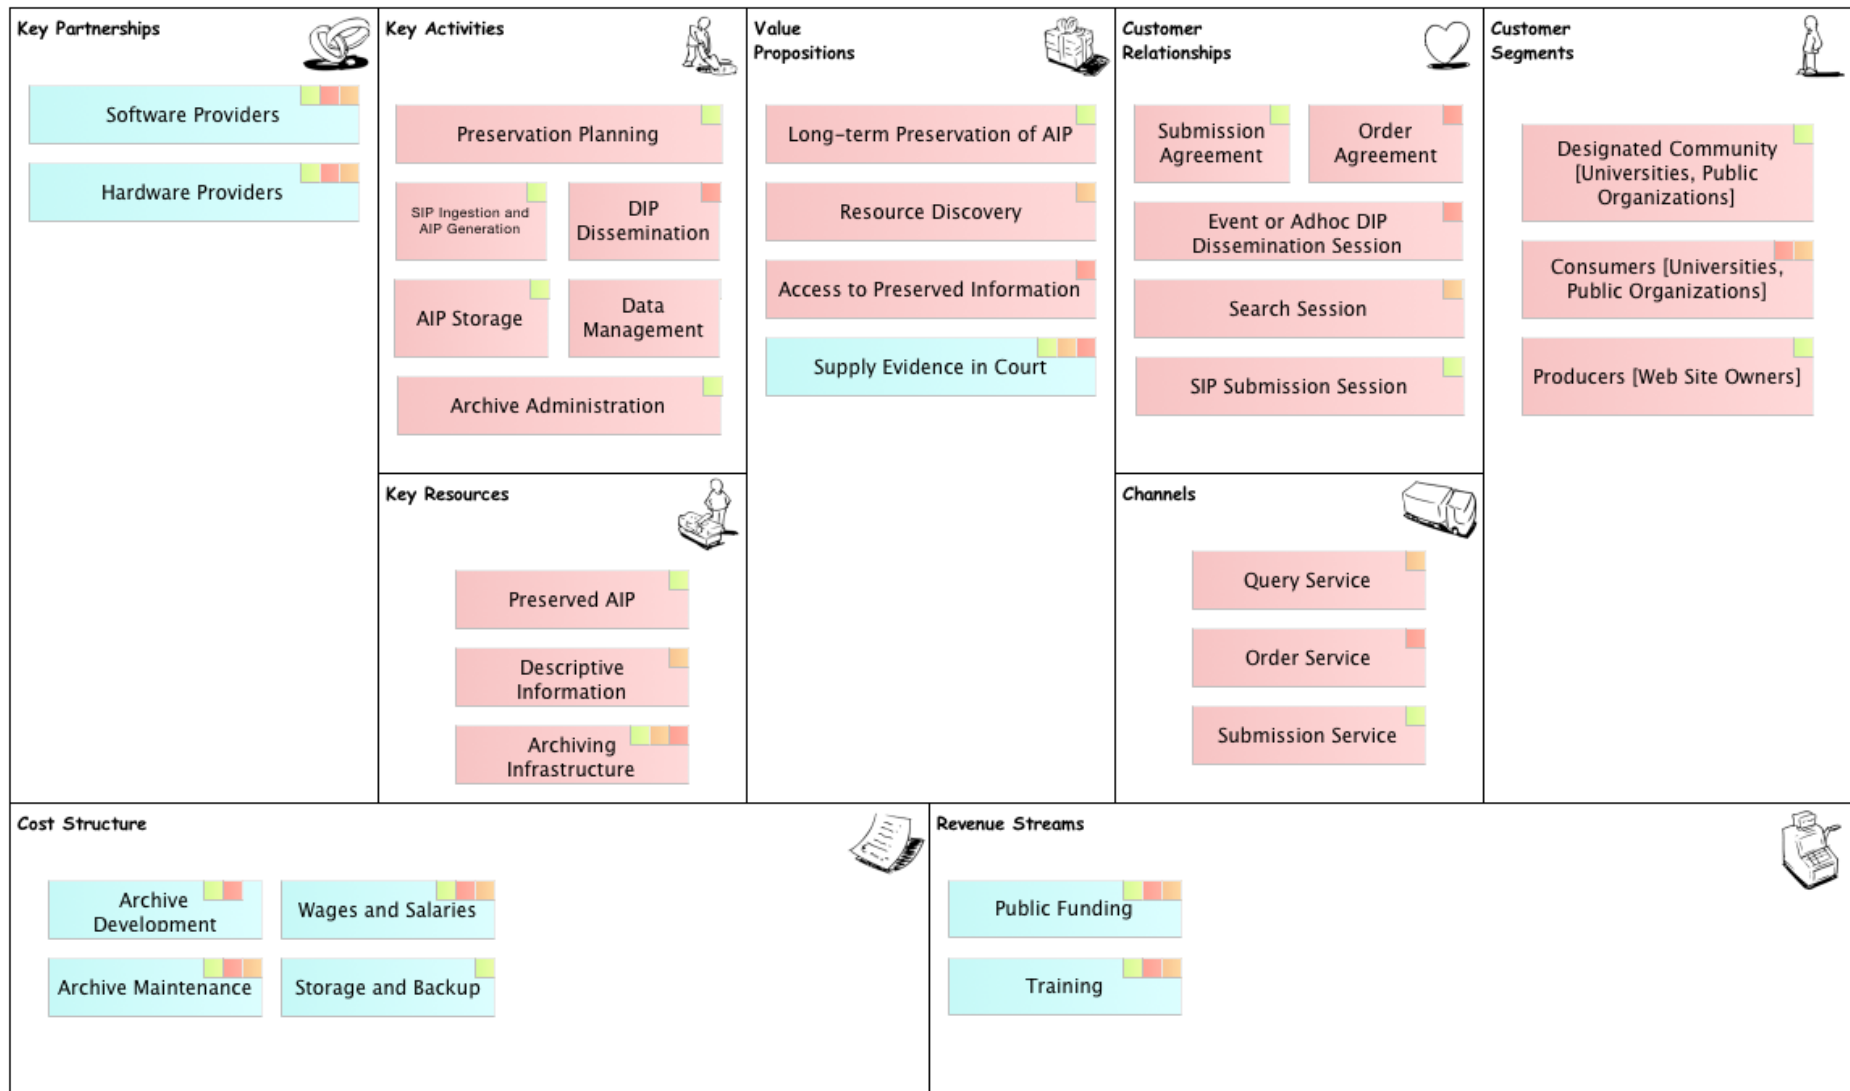 Key Partnerships
Software Providers
Hardware Providers
Key Activities
Preservation Planning
SIP Ingestion and
AIP Generation
DIP
Dissemination
AIP Storage
Data
Management
Archive Administration
Key Resources
Preserved AIP
Descriptive
Information
Archiving
Infrastructure
Value
Propositions
Long-term Preservation of AIP
Resource Discovery
Access to Preserved Information
Supply Evidence in Court
Customer
Relationships
Submission
Agreement
Order
Agreement
Event or Adhoc DIP
Dissemination Session
Search Session
SIP Submission Session
Channels
Query Service
Order Service
Submission Service
Customer
Segments
Designated Community
[Universities, Public
Organizations]
Consumers [Universities,
Public Organizations]
Producers [Web Site Owners]
Cost Structure
Archive
Development
Wages and Salaries
Archive Maintenance
Storage and Backup
Revenue Streams
Public Funding
Training